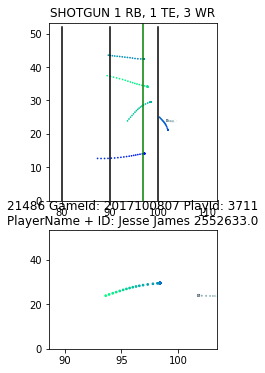 SHOTGUN 1 RB, 1 TE, 3 WR
50
40
30
20
10
0
80 90 100 110
21486 GameId: 2017100807 PlayId: 3711
PlayerName + ID: Jesse James 2552633.0
40
20
0
90 95 100